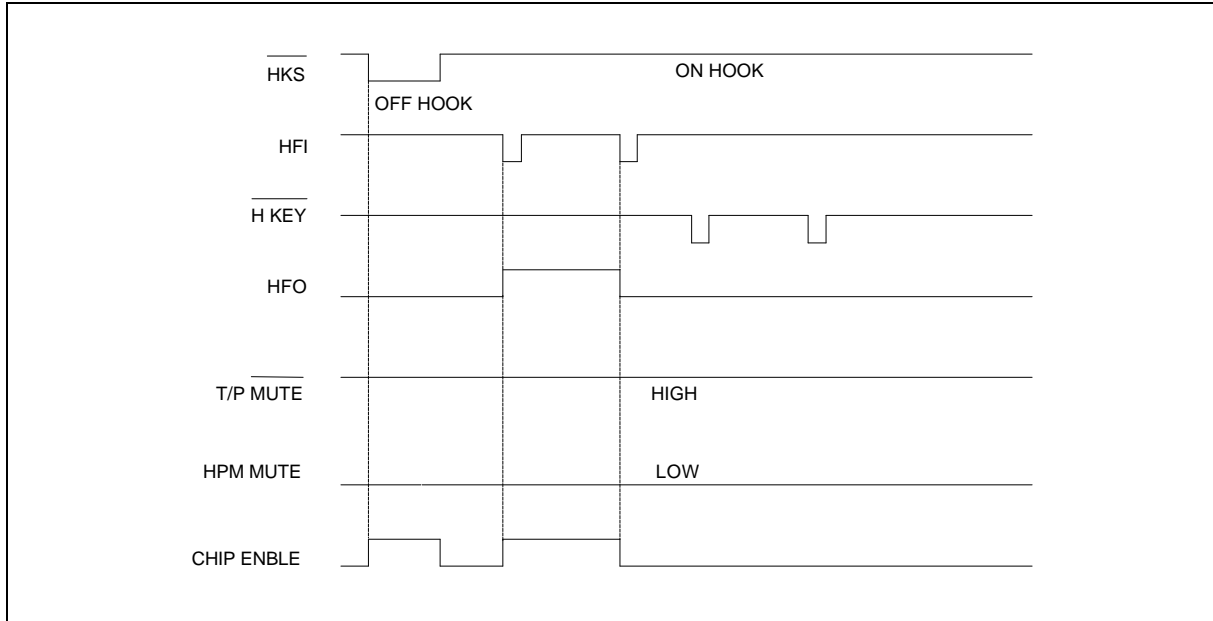 HKS
ON HOOK
OFF HOOK
HFI
H KEY
HFO
T/P MUTE
HIGH
HPM MUTE
LOW
CHIP ENBLE